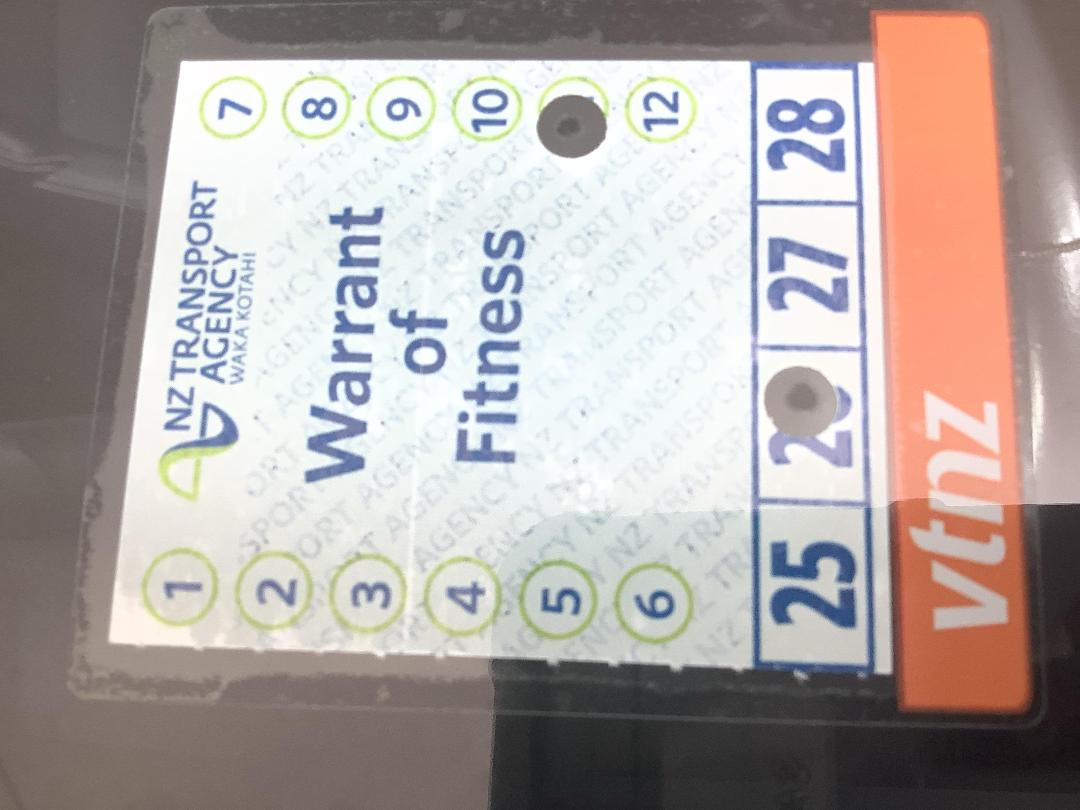 NZ TRANSPORT
AGENCY
WAKA KOTAHI
1 7
2 8
3 9
4 10
5
6 12
Warrant
of
Fitness
25 27 28
vtnz